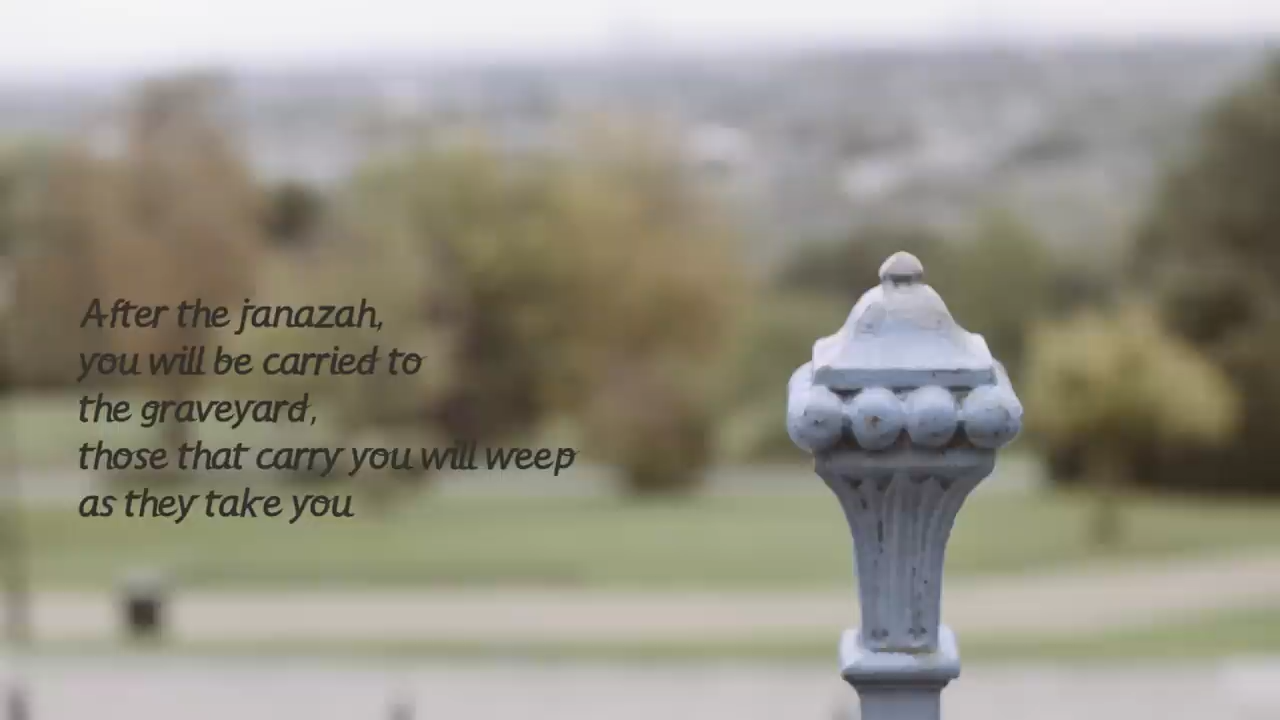 After the janazah,
you will be carried to
the graveyard,
those that carry you will weep
as they take you